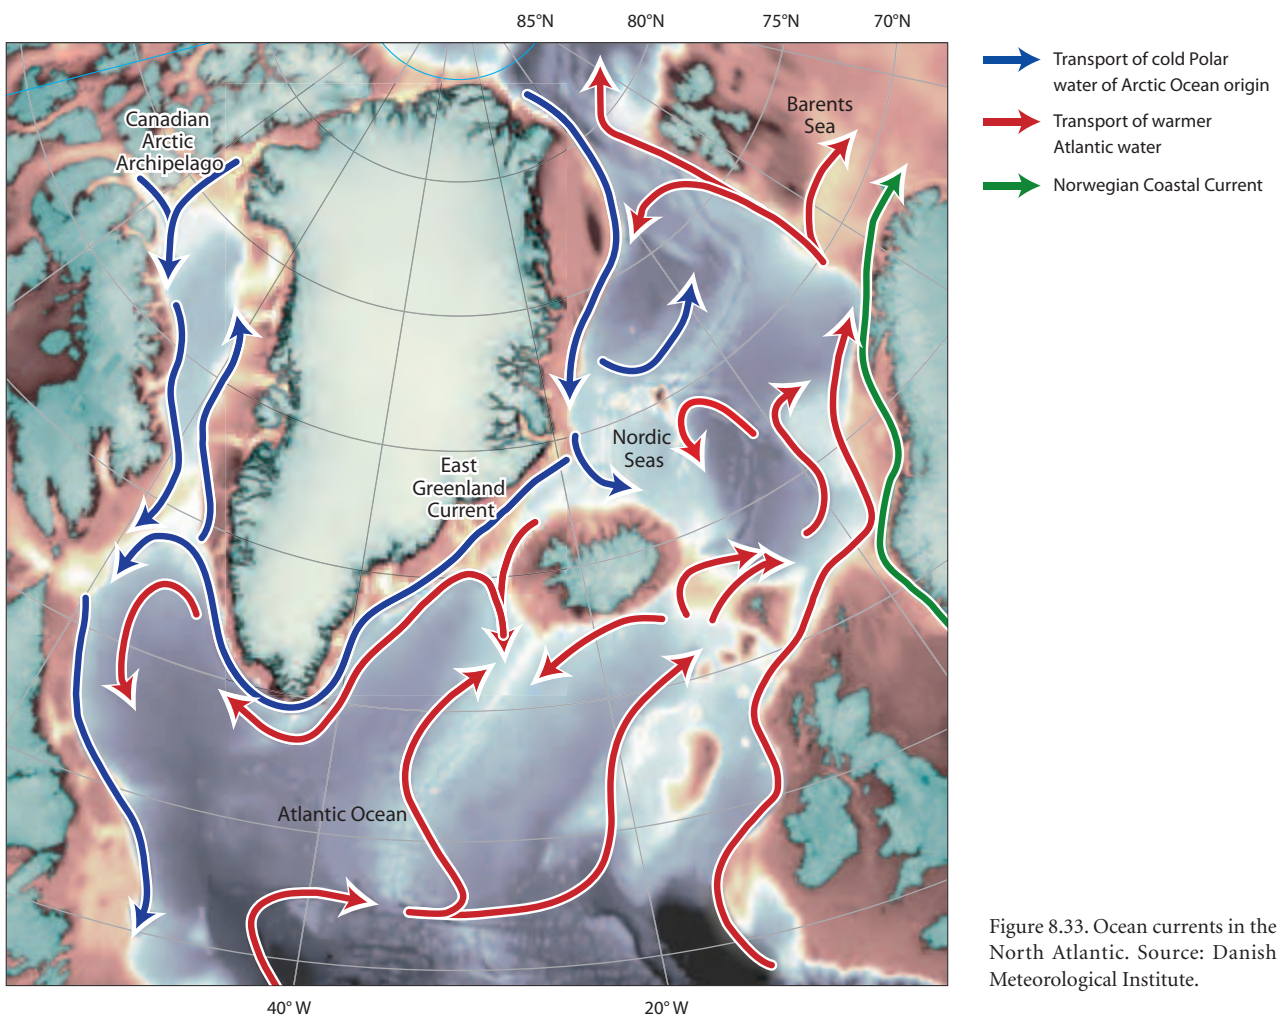 85°N
80°N
75°N
70°N
Canadian
Arctic
Archipelago
Barents
Sea
Nordic
Seas
East
Greenland
Current
Atlantic Ocean
40° W
20° W
Transport of cold Polar
water of Arctic Ocean origin
Transport of warmer
Atlantic water
Norwegian Coastal Current
Figure 8.33. Ocean currents in the
North Atlantic. Source: Danish
Meteorological Institute.